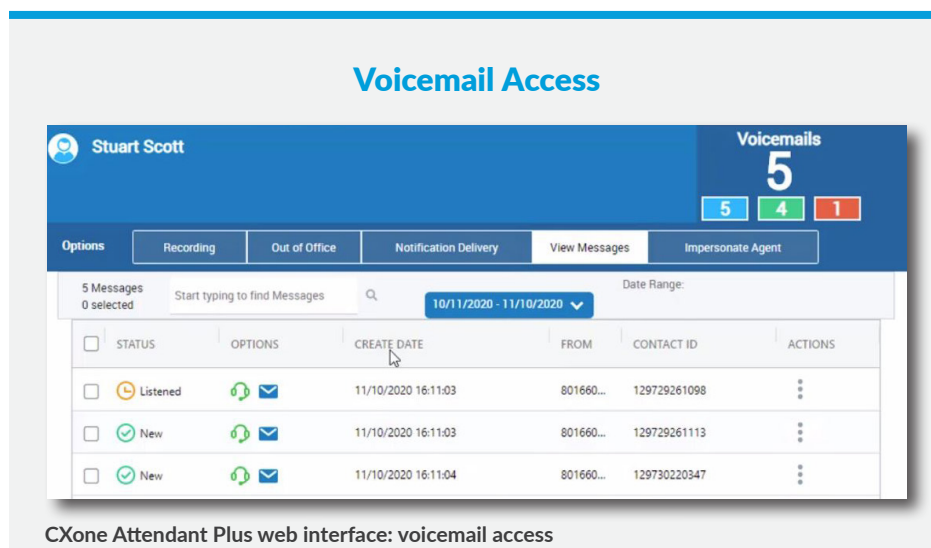 Voicemail Access
Stuart Scott
Voicemails
5
5 4 1
Options Recording Out of Office Notification Delivery View Messages Impersonate Agent
5 Messages
0 selected
Start typing to find Messages
10/11/2020 - 11/10/2020
Date Range:
STATUS OPTIONS CREATE DATE FROM CONTACT ID ACTIONS
Listened 11/10/2020 16:11:03 801660... 129729261098
New 11/10/2020 16:11:03 801660... 129729261113
New 11/10/2020 16:11:04 801660... 129730220347
CXone Attendant Plus web interface: voicemail access